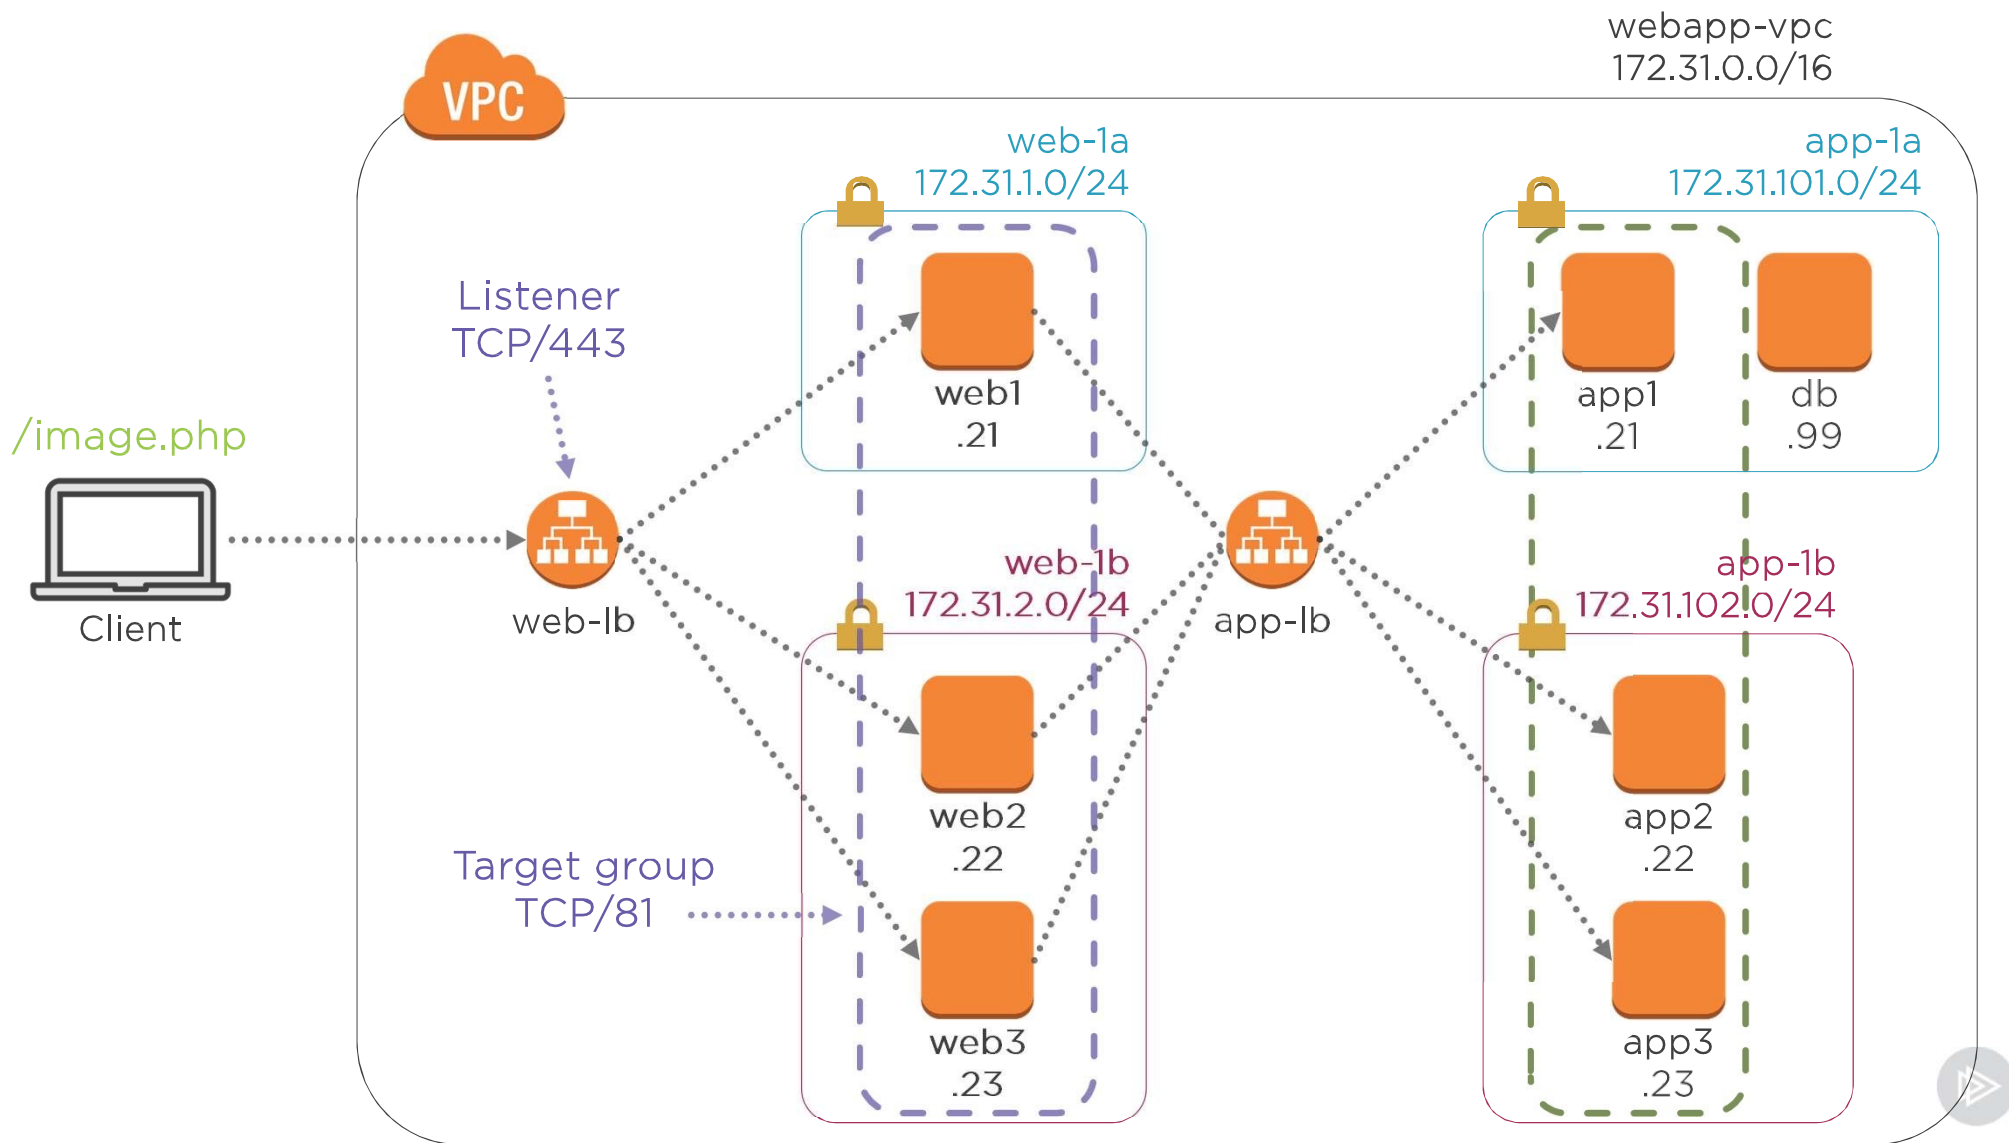 webapp-vpc
172.31.0.0/16
VPC
web-1a
172.31.1.0/24
app-1a
172.31.101.0/24
Listener
TCP/443
web1
.21
app1
.21
db
.99
/image.php
Client
web-lb
app-lb
web-1b
172.31.2.0/24
app-1b
172.31.102.0/24
web2
.22
app2
.22
Target group
TCP/81
web3
.23
app3
.23